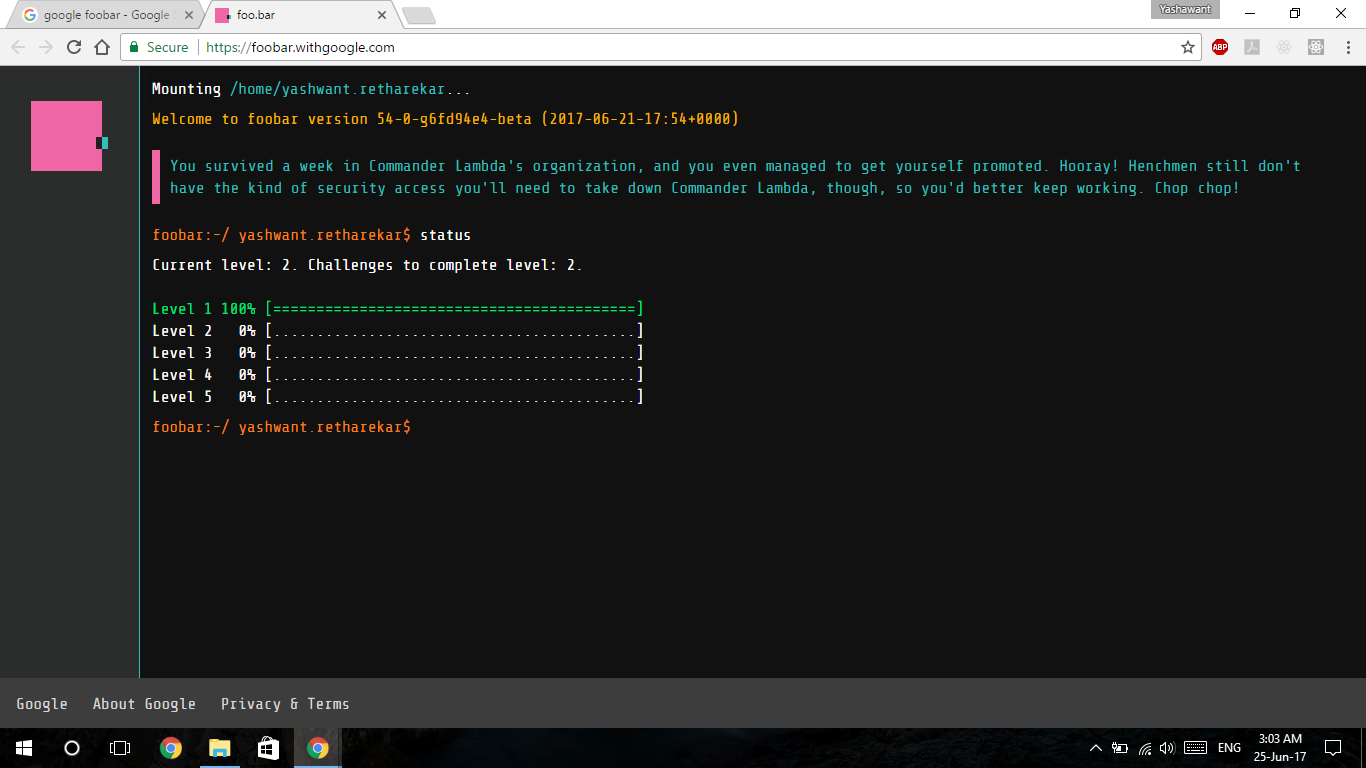 google foobar - Google S
foo.bar
Yashawant
Secure
https://foobar.withgoogle.com
ABP
Mounting /home/yashwant.retharekar...
Welcome to foobar version 54-0-g6fd94e4-beta (2017-06-21-17:54+0000)
You survived a week in Commander Lambda's organization, and you even managed to get yourself promoted. Hooray! Henchmen still don't
have the kind of security access you'll need to take down Commander Lambda, though, so you'd better keep working. Chop chop!
foobar:~/ yashwant.retharekar$ status
Current level: 2. Challenges to complete level: 2.
Level 1 100% [==========================================]
Level 2   0% [..........................................]
Level 3   0% [..........................................]
Level 4   0% [..........................................]
Level 5   0% [..........................................]
foobar:~/ yashwant.retharekar$
Google About Google Privacy & Terms
ENG
3:03 AM
25-Jun-17